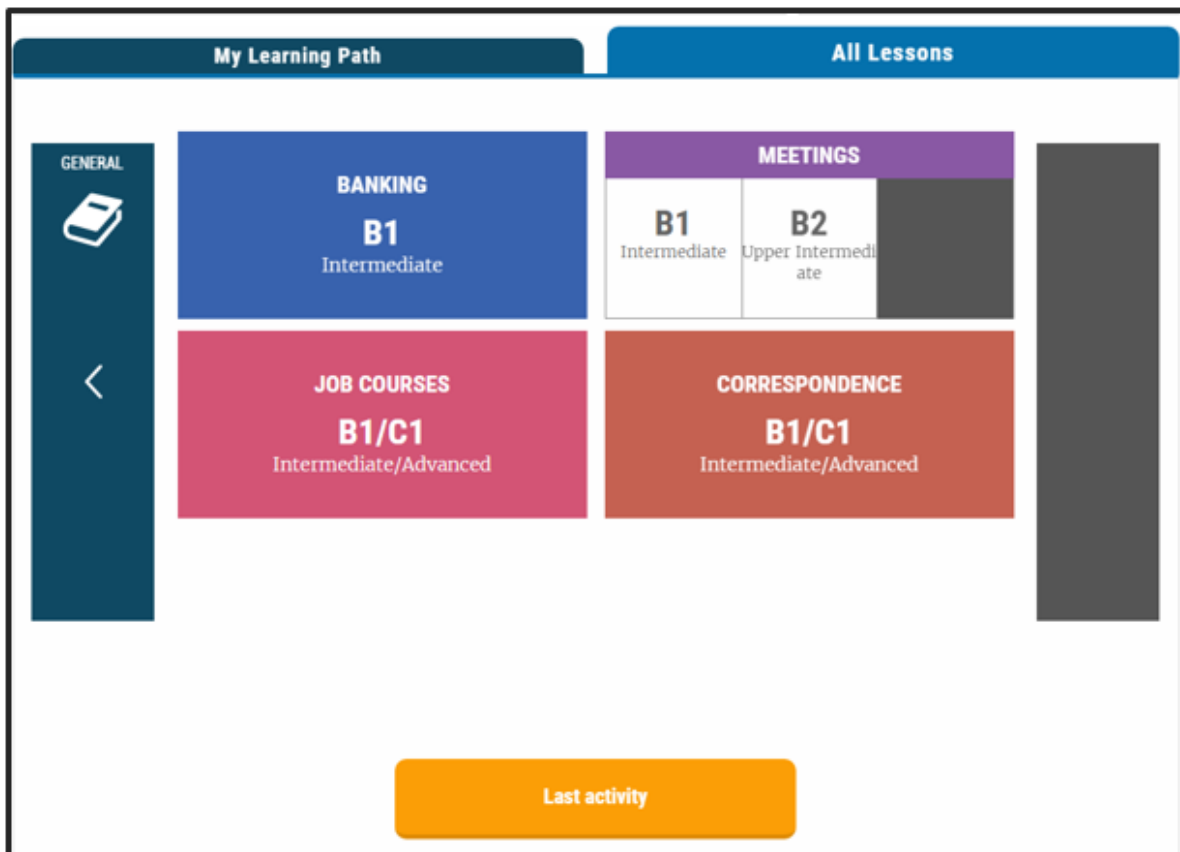 My Learning Path
All Lessons
GENERAL
BANKING
B1
Intermediate
MEETINGS
B1
Intermediate
B2
Upper Intermedi
ate
JOB COURSES
B1/C1
Intermediate/Advanced
CORRESPONDENCE
B1/C1
Intermediate/Advanced
Last activity